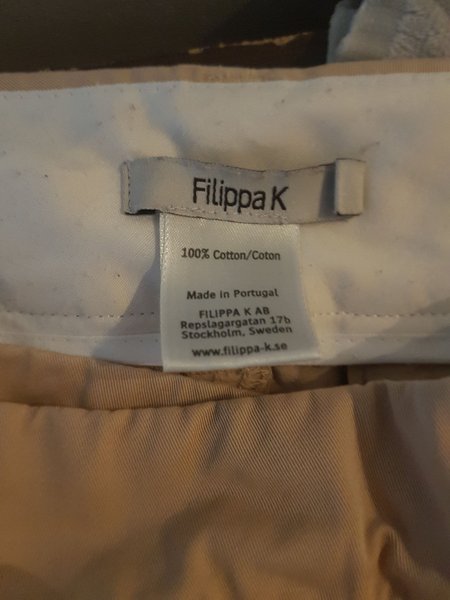 Filippa K
100% Cotton/Coton
Made in Portugal
FILIPPA K AB
Repslagargatan 17b
Stockholm, Sweden
www.filippa-k.se